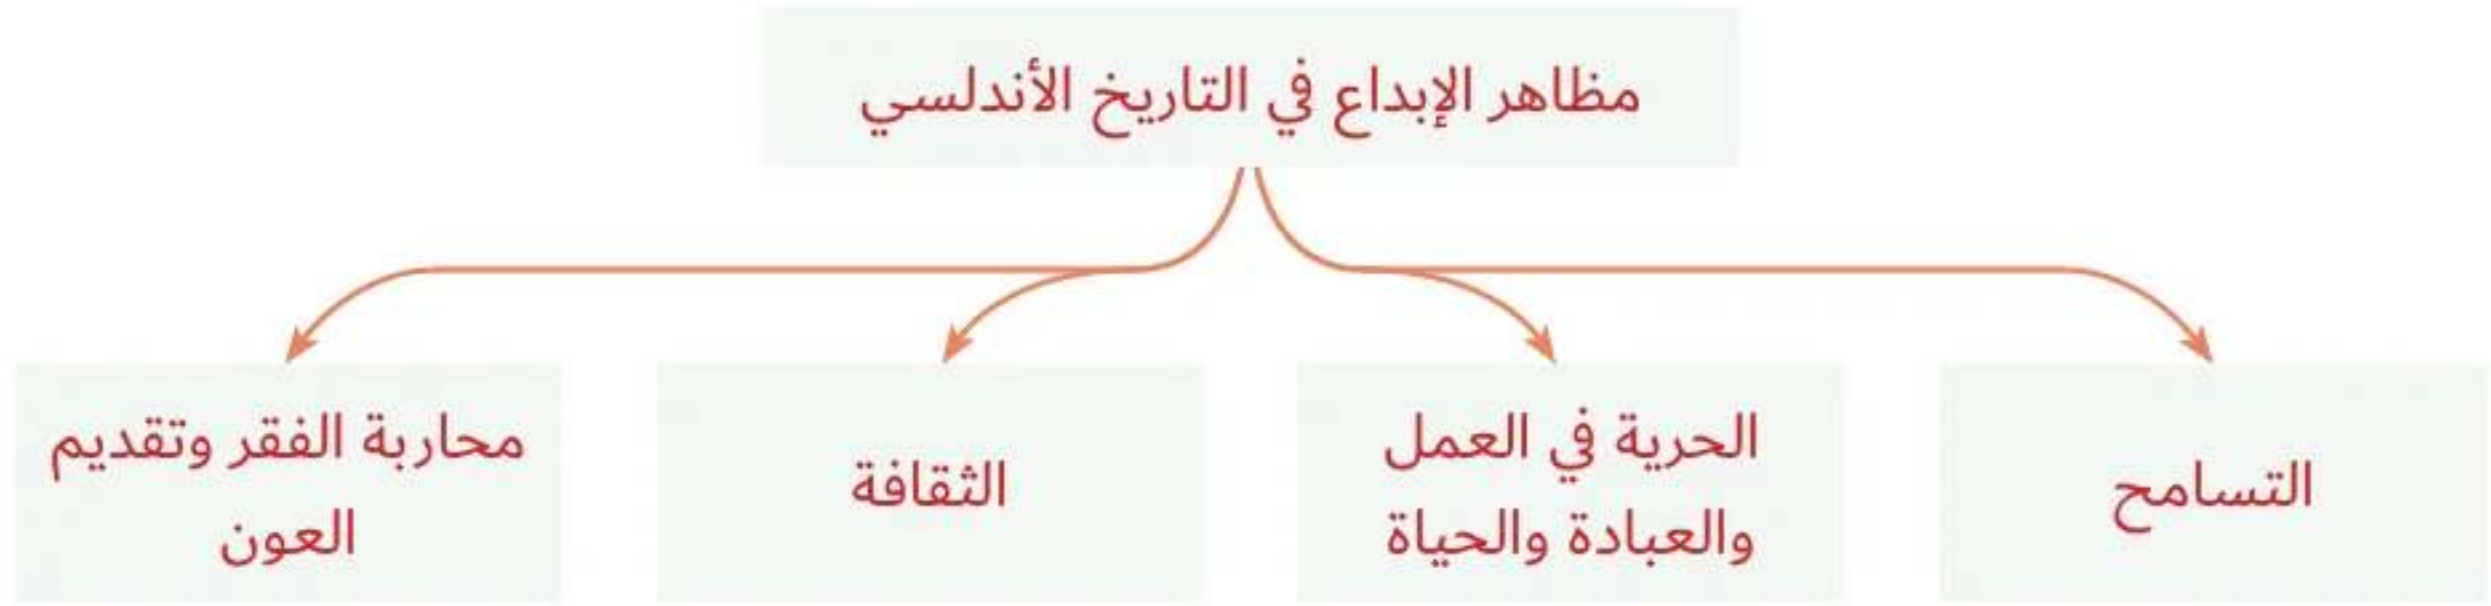 مظاهر الإبداع في التاريخ الأندلسي
التسامح
الحرية في العمل
والعبادة والحياة
الثقافة
محاربة الفقر وتقديم
العون